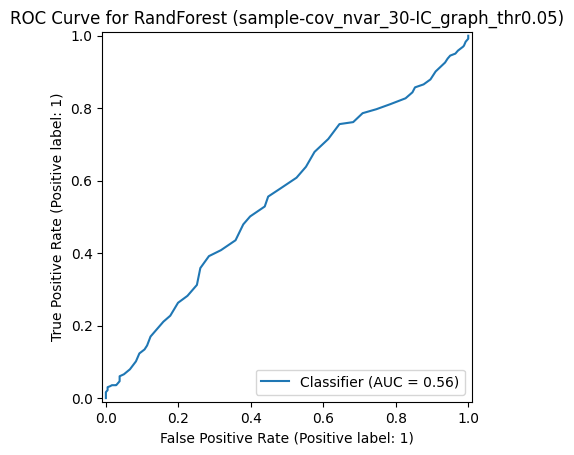 ROC Curve for RandForest (sample-cov_nvar_30-IC_graph_thr0.05)
True Positive Rate (Positive label: 1)
1.0
0.8
0.6
0.4
0.2
0.0
Classifier (AUC = 0.56)
0.0 0.2 0.4 0.6 0.8 1.0
False Positive Rate (Positive label: 1)